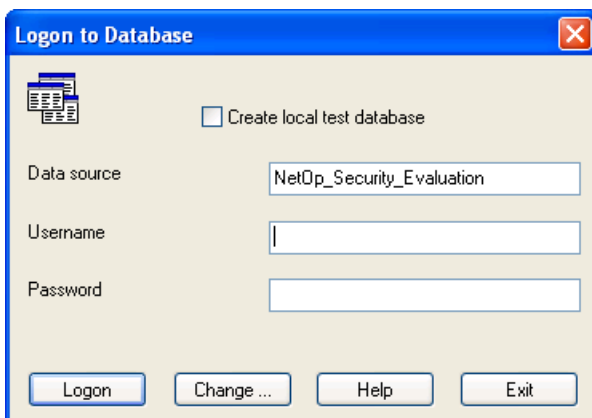 Logon to Database
Create local test database
Data source NetOp_Security_Evaluation
Username
Password
Logon Change ... Help Exit